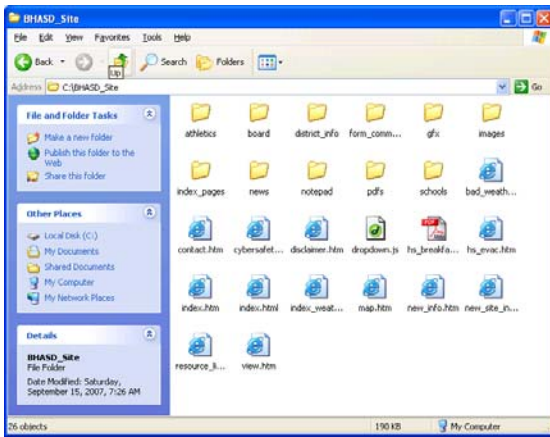 BHASD_Site
File Edit View Favorites Tools Help
Back Search Folders
Up
Address C:\BHASD_Site Go
File and Folder Tasks
Make a new folder
Publish this folder to the
Web
Share this folder
Other Places
Local Disk (C:)
My Documents
Shared Documents
My Computer
My Network Places
Details
BHASD_Site
File Folder
Date Modified: Saturday,
September 15, 2007, 7:26 AM
athletics board district_info form_comm... gfx images
index_pages news notepad pdfs schools bad_weath...
contact.htm cybersafet... disclaimer.htm dropdown.js hs_breakfa... hs_evac.htm
index.htm index.html index_weat... map.htm new_info.htm new_site_in...
resource_li... view.htm
26 objects 190 KB My Computer